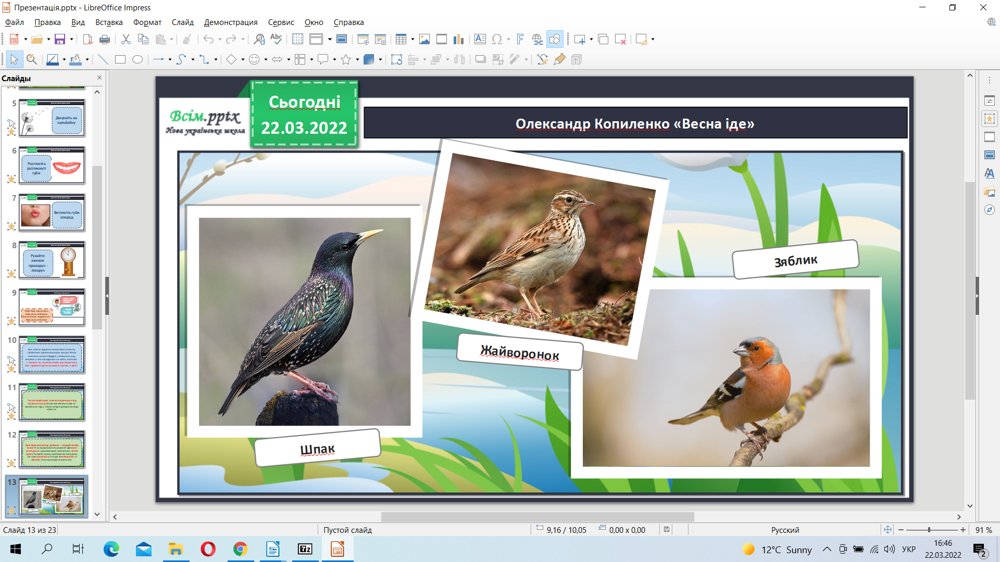 Презентація.pptx - LibreOffice Impress
Файл Правка Вид Вставка Формат Слайд Демонстрация Сервис Окно Справка
Слайды
5
Дмухніть на
кульбабку
6
Розтягніть
розімкнуті
губи
7
Витягніть губи
вперед
8
Рухайте
язиком
праворуч -
ліворуч
9
10
11
12
13
Всім.pptx
Нова українська школа
Сьогодні
22.03.2022
Олександр Копиленко «Весна іде»
Зяблик
Жайворонок
Шпак
Слайд 13 из 23
Пустой слайд
9,16 / 10,05
0,00 x 0,00
Русский
91 %
12°C Sunny
УКР
16:46
22.03.2022
2